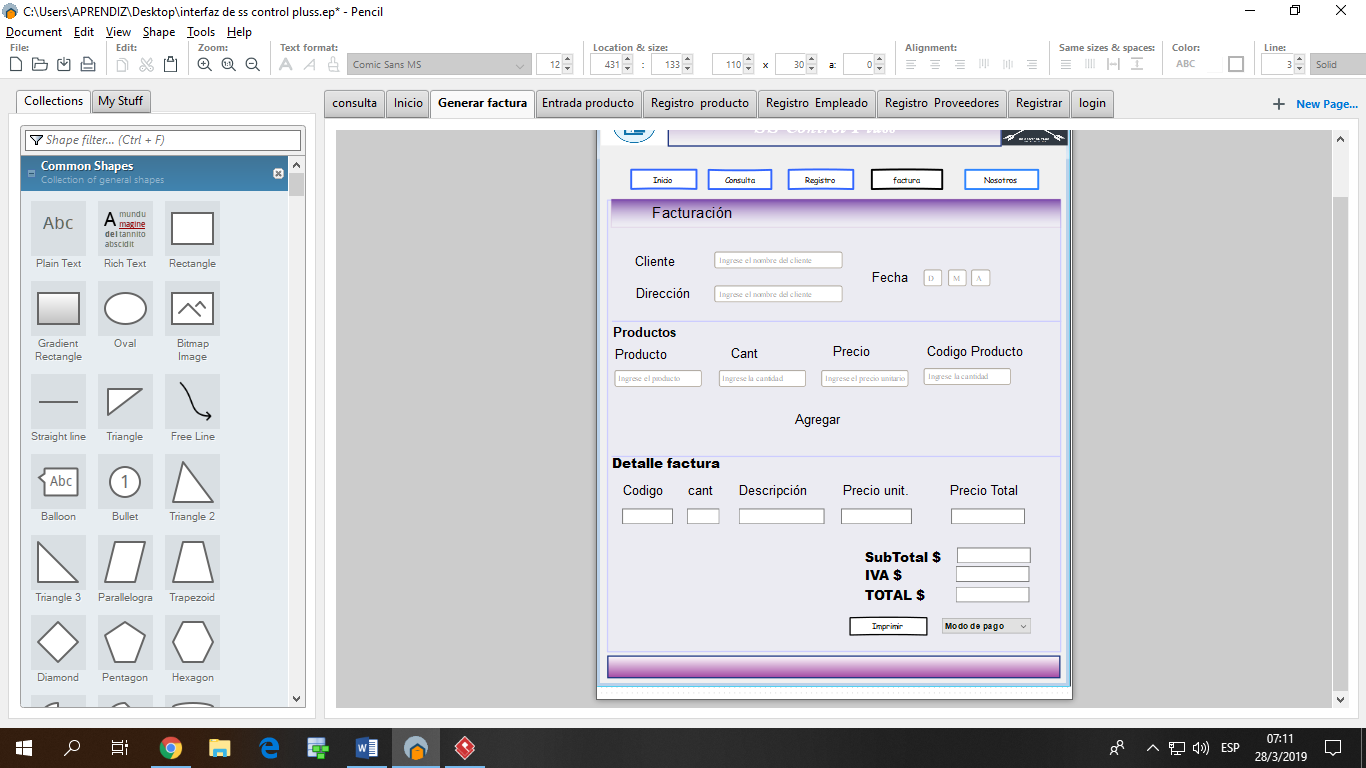 C:\Users\APRENDIZ\Desktop\interfaz de ss control pluss.ep* - Pencil
Document Edit View Shape Tools Help
File: Edit: Zoom: Text format: Location & size: Alignment: Same sizes & spaces: Color: Line:
Comic Sans MS 12 431 : 133 110 x 30 a: 0 ABC 3 Solid
Collections My Stuff
consulta Inicio Generar factura Entrada producto Registro producto Registro Empleado Registro Proveedores Registrar login + New Page...
Shape filter... (Ctrl + F)
Common Shapes
Collection of general shapes
Abc
A mundu
magine
del tannito
abscidit
Plain Text Rich Text Rectangle
Gradient
Rectangle
Oval
Bitmap
Image
Straight line Triangle Free Line
Abc 1
Balloon Bullet Triangle 2
Triangle 3 Parallelogra Trapezoid
Diamond Pentagon Hexagon
Inicio Consulta Registro factura Nosotros
Facturación
Cliente Ingrese el nombre del cliente
Fecha D M A
Dirección Ingrese el nombre del cliente
Productos
Producto Cant Precio Codigo Producto
Ingrese el producto Ingrese la cantidad Ingrese el precio unitario Ingrese la cantidad
Agregar
Detalle factura
Codigo cant Descripción Precio unit. Precio Total
SubTotal $
IVA $
TOTAL $
Imprimir Modo de pago
ESP
07:11
28/3/2019